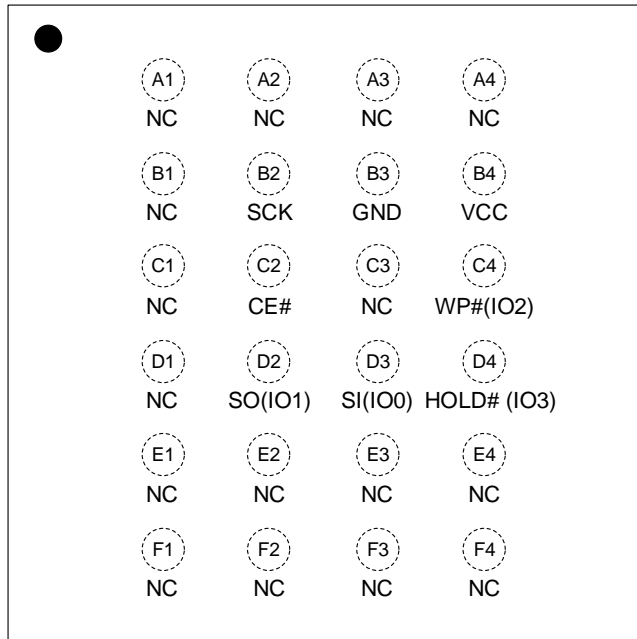 A1 A2 A3 A4
NC NC NC NC
B1 B2 B3 B4
NC SCK GND VCC
C1 C2 C3 C4
NC CE# NC WP#(IO2)
D1 D2 D3 D4
NC SO(IO1) SI(IO0) HOLD# (IO3)
E1 E2 E3 E4
NC NC NC NC
F1 F2 F3 F4
NC NC NC NC